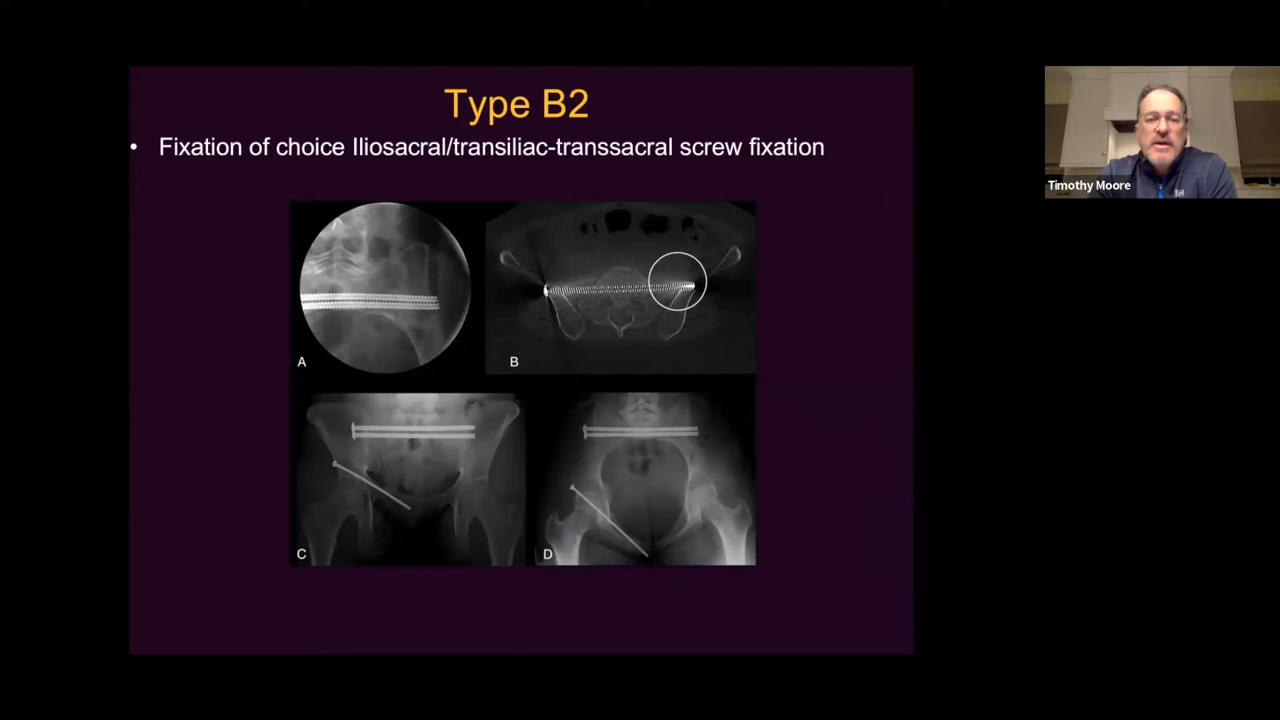 Type B2
• Fixation of choice Iliosacral/transiliac-transsacral screw fixation
Timothy Moore
A
B
C
D